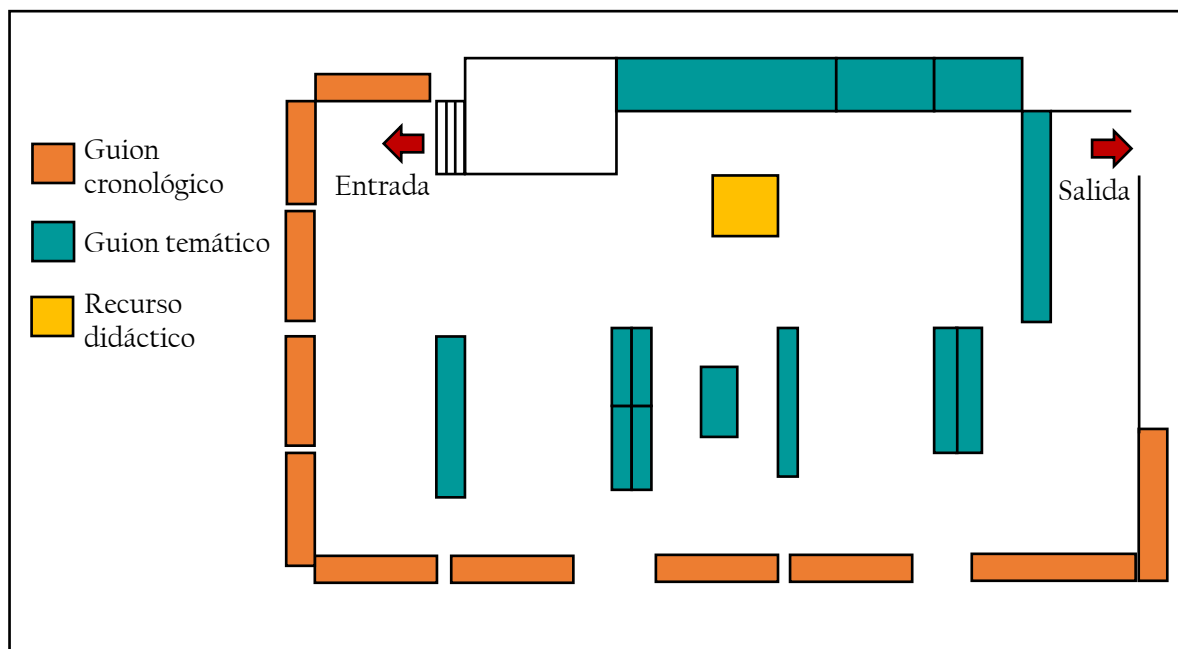 Guion
cronológico
Guion temático
Recurso
didáctico
Entrada
Salida